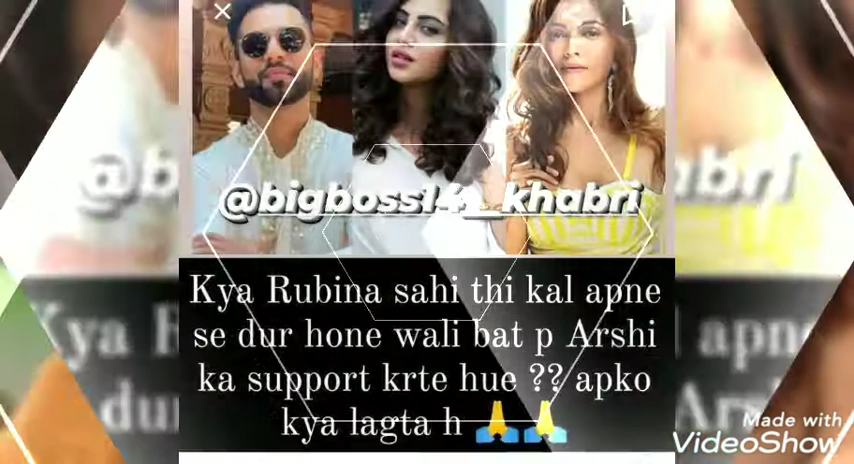 @bigboss14_khabri
Kya Rubina sahi thi kal apne
se dur hone wali bat p Arshi
ka support krte hue ?? apko
kya lagta h 🙏 🙏
Made with
VideoShow